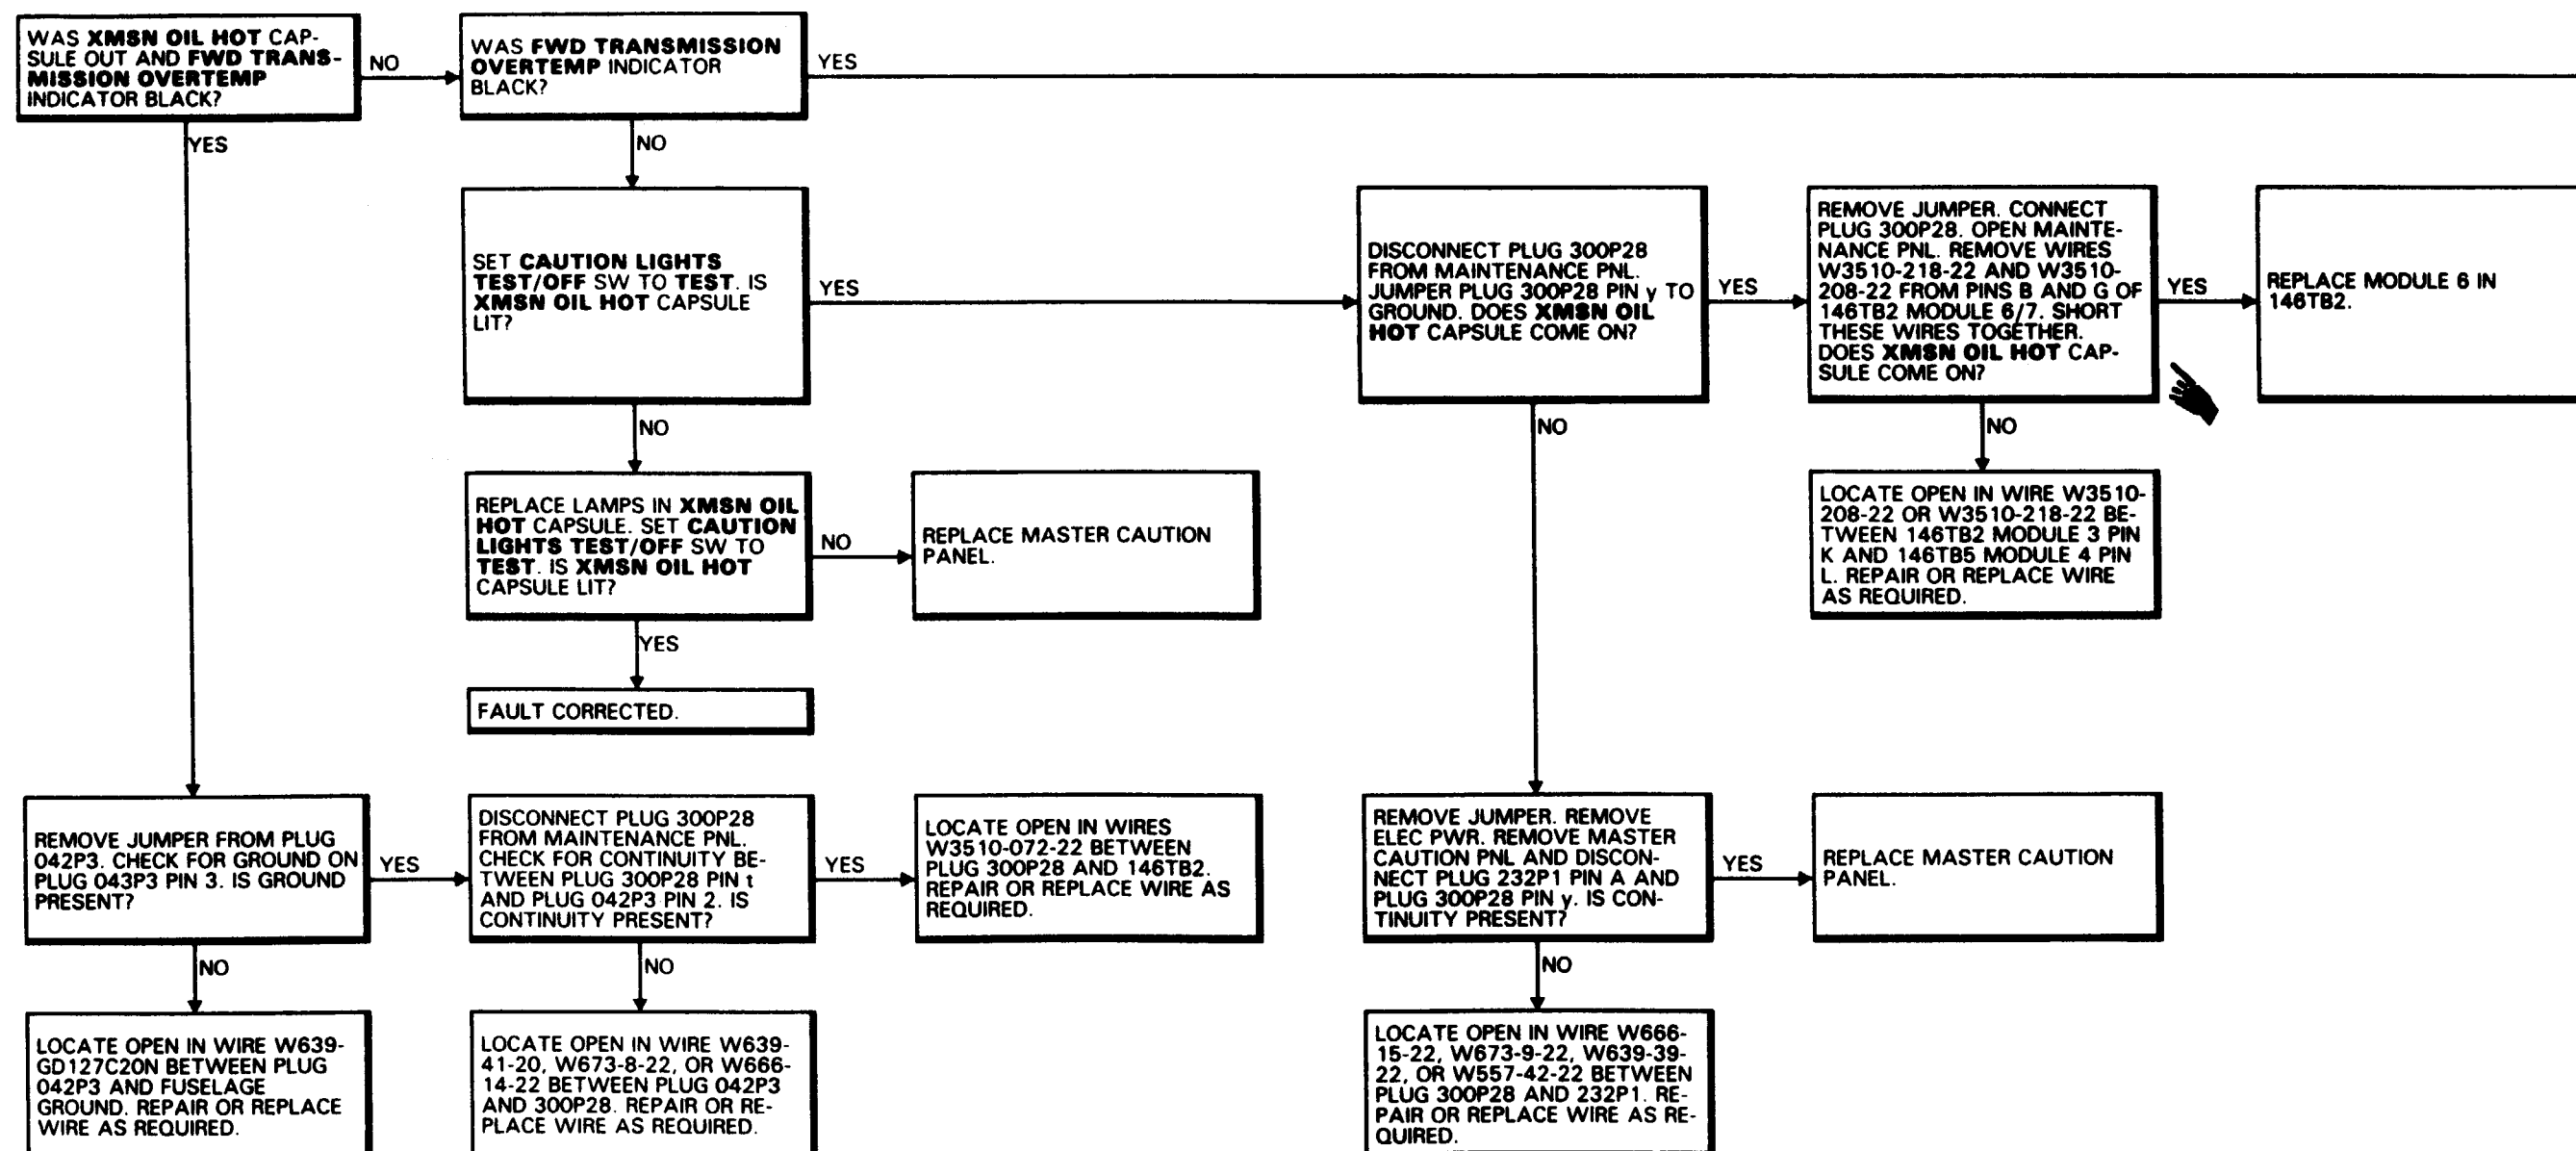 WAS XMSN OIL HOT CAP-
SULE OUT AND FWD TRANS-
MISSION OVERTEMP
INDICATOR BLACK?
NO
WAS FWD TRANSMISSION
OVERTEMP INDICATOR
BLACK?
YES
YES
NO
SET CAUTION LIGHTS
TEST/OFF SW TO TEST. IS
XMSN OIL HOT CAPSULE
LIT?
YES
DISCONNECT PLUG 300P28
FROM MAINTENANCE PNL.
JUMPER PLUG 300P28 PIN y TO
GROUND. DOES XMSN OIL
HOT CAPSULE COME ON?
YES
REMOVE JUMPER. CONNECT
PLUG 300P28. OPEN MAINTE-
NANCE PNL. REMOVE WIRES
W3510-218-22 AND W3510-
208-22 FROM PINS B AND G OF
146TB2 MODULE 6/7. SHORT
THESE WIRES TOGETHER.
DOES XMSN OIL HOT CAP-
SULE COME ON?
YES
REPLACE MODULE 6 IN
146TB2.
NO
NO
NO
REPLACE LAMPS IN XMSN OIL
HOT CAPSULE. SET CAUTION
LIGHTS TEST/OFF SW TO
TEST. IS XMSN OIL HOT
CAPSULE LIT?
NO
REPLACE MASTER CAUTION
PANEL.
LOCATE OPEN IN WIRE W3510-
208-22 OR W3510-218-22 BE-
TWEEN 146TB2 MODULE 3 PIN
K AND 146TB5 MODULE 4 PIN
L. REPAIR OR REPLACE WIRE
AS REQUIRED.
YES
FAULT CORRECTED.
REMOVE JUMPER FROM PLUG
042P3. CHECK FOR GROUND ON
PLUG 043P3 PIN 3. IS GROUND
PRESENT?
YES
DISCONNECT PLUG 300P28
FROM MAINTENANCE PNL.
CHECK FOR CONTINUITY BE-
TWEEN PLUG 300P28 PIN t
AND PLUG 042P3 PIN 2. IS
CONTINUITY PRESENT?
YES
LOCATE OPEN IN WIRES
W3510-072-22 BETWEEN
PLUG 300P28 AND 146TB2.
REPAIR OR REPLACE WIRE AS
REQUIRED.
REMOVE JUMPER. REMOVE
ELEC PWR. REMOVE MASTER
CAUTION PNL AND DISCON-
NECT PLUG 232P1 PIN A AND
PLUG 300P28 PIN y. IS CON-
TINUITY PRESENT?
YES
REPLACE MASTER CAUTION
PANEL.
NO
NO
NO
LOCATE OPEN IN WIRE W639-
GD127C20N BETWEEN PLUG
042P3 AND FUSELAGE
GROUND. REPAIR OR REPLACE
WIRE AS REQUIRED.
LOCATE OPEN IN WIRE W639-
41-20, W673-8-22, OR W666-
14-22 BETWEEN PLUG 042P3
AND 300P28. REPAIR OR RE-
PLACE WIRE AS REQUIRED.
LOCATE OPEN IN WIRE W666-
15-22, W673-9-22, W639-39-
22, OR W557-42-22 BETWEEN
PLUG 300P28 AND 232P1. RE-
PAIR OR REPLACE WIRE AS RE-
QUIRED.